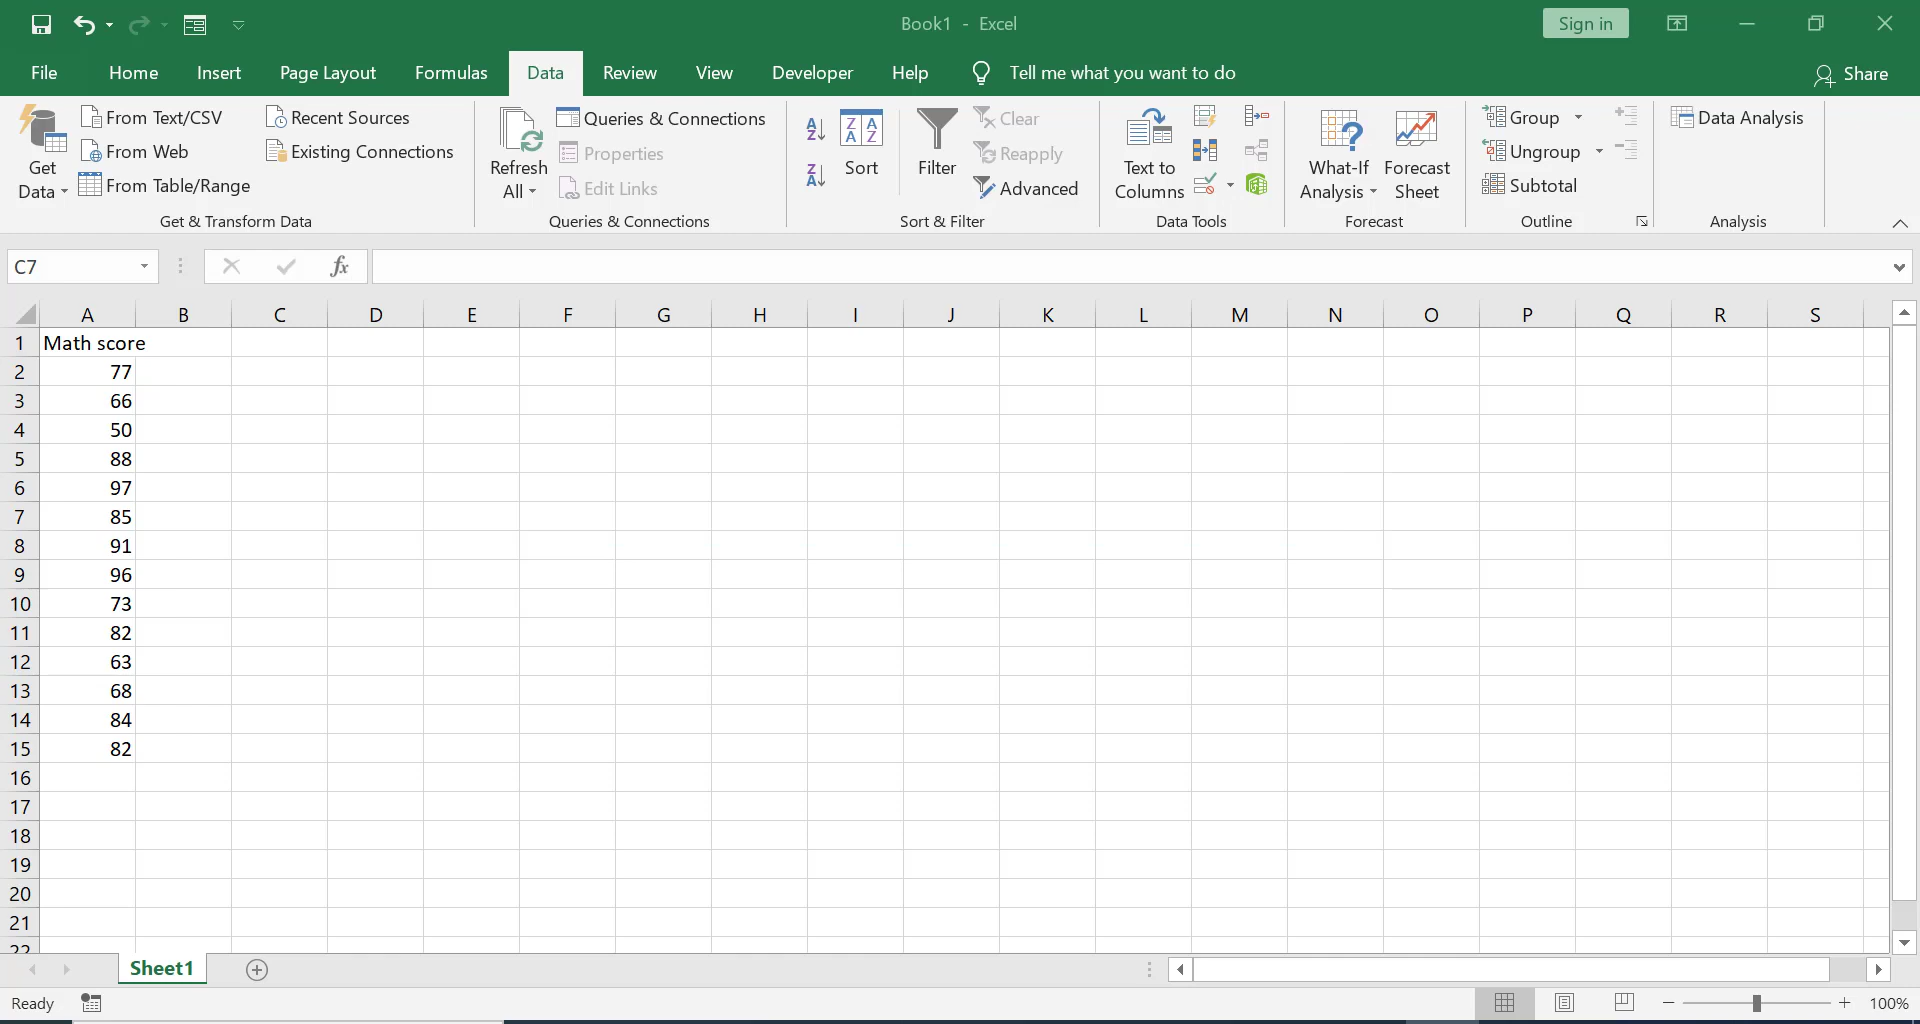 Book1 - Excel
Sign in
File Home Insert Page Layout Formulas Data Review View Developer Help Tell me what you want to do Share
Get Data
From Text/CSV
From Web
From Table/Range
Recent Sources
Existing Connections
Get & Transform Data
Refresh All
Queries & Connections
Properties
Edit Links
Queries & Connections
Sort
Filter
Clear
Reapply
Advanced
Sort & Filter
Text to Columns
Data Tools
What-If Analysis
Forecast Sheet
Forecast
Group
Ungroup
Subtotal
Outline
Data Analysis
Analysis
C7 fx
A B C D E F G H I J K L M N O P Q R S
1 Math score
2 77
3 66
4 50
5 88
6 97
7 85
8 91
9 96
10 73
11 82
12 63
13 68
14 84
15 82
16
17
18
19
20
21
22
Sheet1
Ready 100%